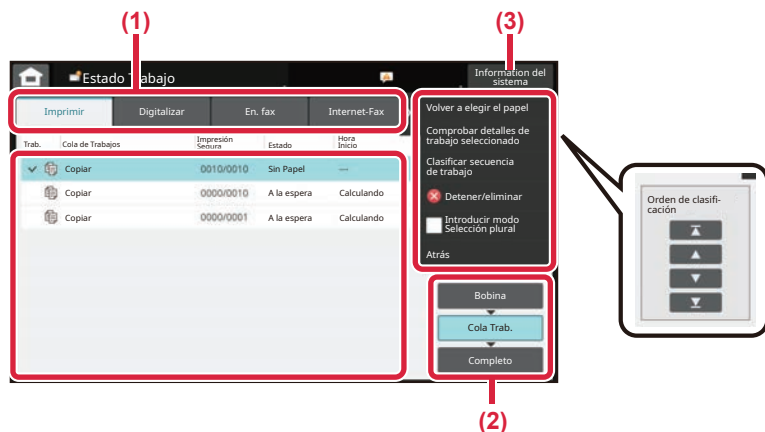 (1)
(3)
Estado Trabajo
Information del
sistema
Imprimir
Digitalizar
En. fax
Internet-Fax
Trab.
Cola de Trabajos
Impresión
Segura
Estado
Hora
Inicio
Copiar
0010/0010
Sin Papel
---
Copiar
0000/0010
A la espera
Calculando
Copiar
0000/0001
A la espera
Calculando
Volver a elegir el papel
Comprobar detalles de
trabajo seleccionado
Clasificar secuencia
de trabajo
Detener/eliminar
Introducir modo
Selección plural
Atrás
Bobina
Cola Trab.
Completo
(2)
Orden de clasifi-
cación